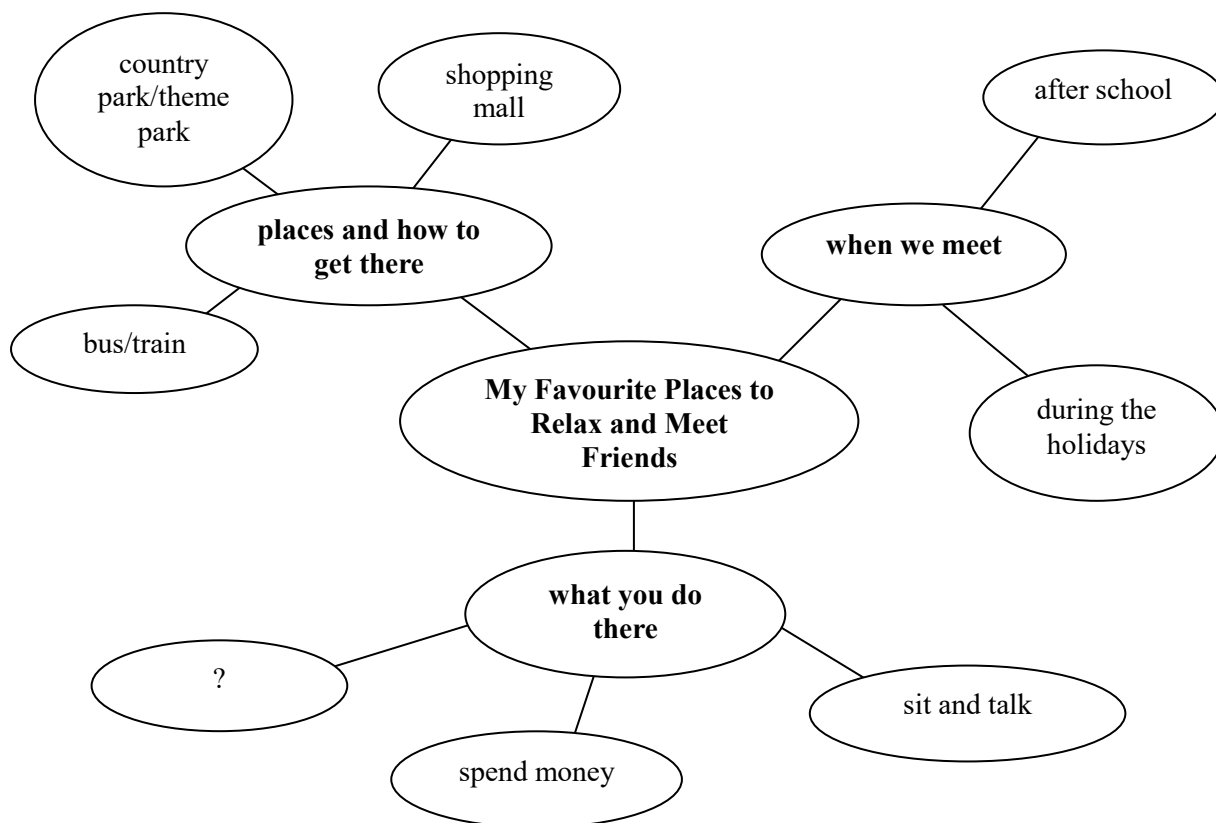 country
park/theme
park
shopping
mall
after school
places and how to
get there
when we meet
bus/train
My Favourite Places to
Relax and Meet
Friends
during the
holidays
what you do
there
?
sit and talk
spend money